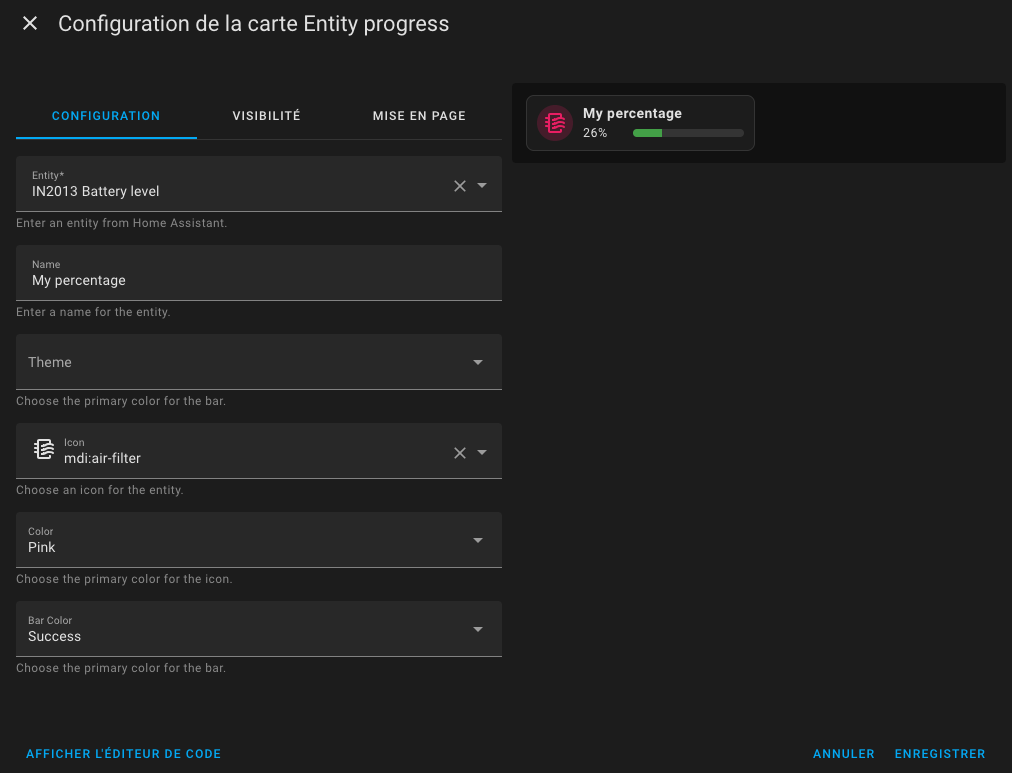 Configuration de la carte Entity progress
CONFIGURATION
VISIBILITÉ
MISE EN PAGE
Entity*
IN2013 Battery level
Enter an entity from Home Assistant.
Name
My percentage
Enter a name for the entity.
Theme
Choose the primary color for the bar.
Icon
mdi:air-filter
Choose an icon for the entity.
Color
Pink
Choose the primary color for the icon.
Bar Color
Success
Choose the primary color for the bar.
My percentage
26%
AFFICHER L'ÉDITEUR DE CODE
ANNULER
ENREGISTRER